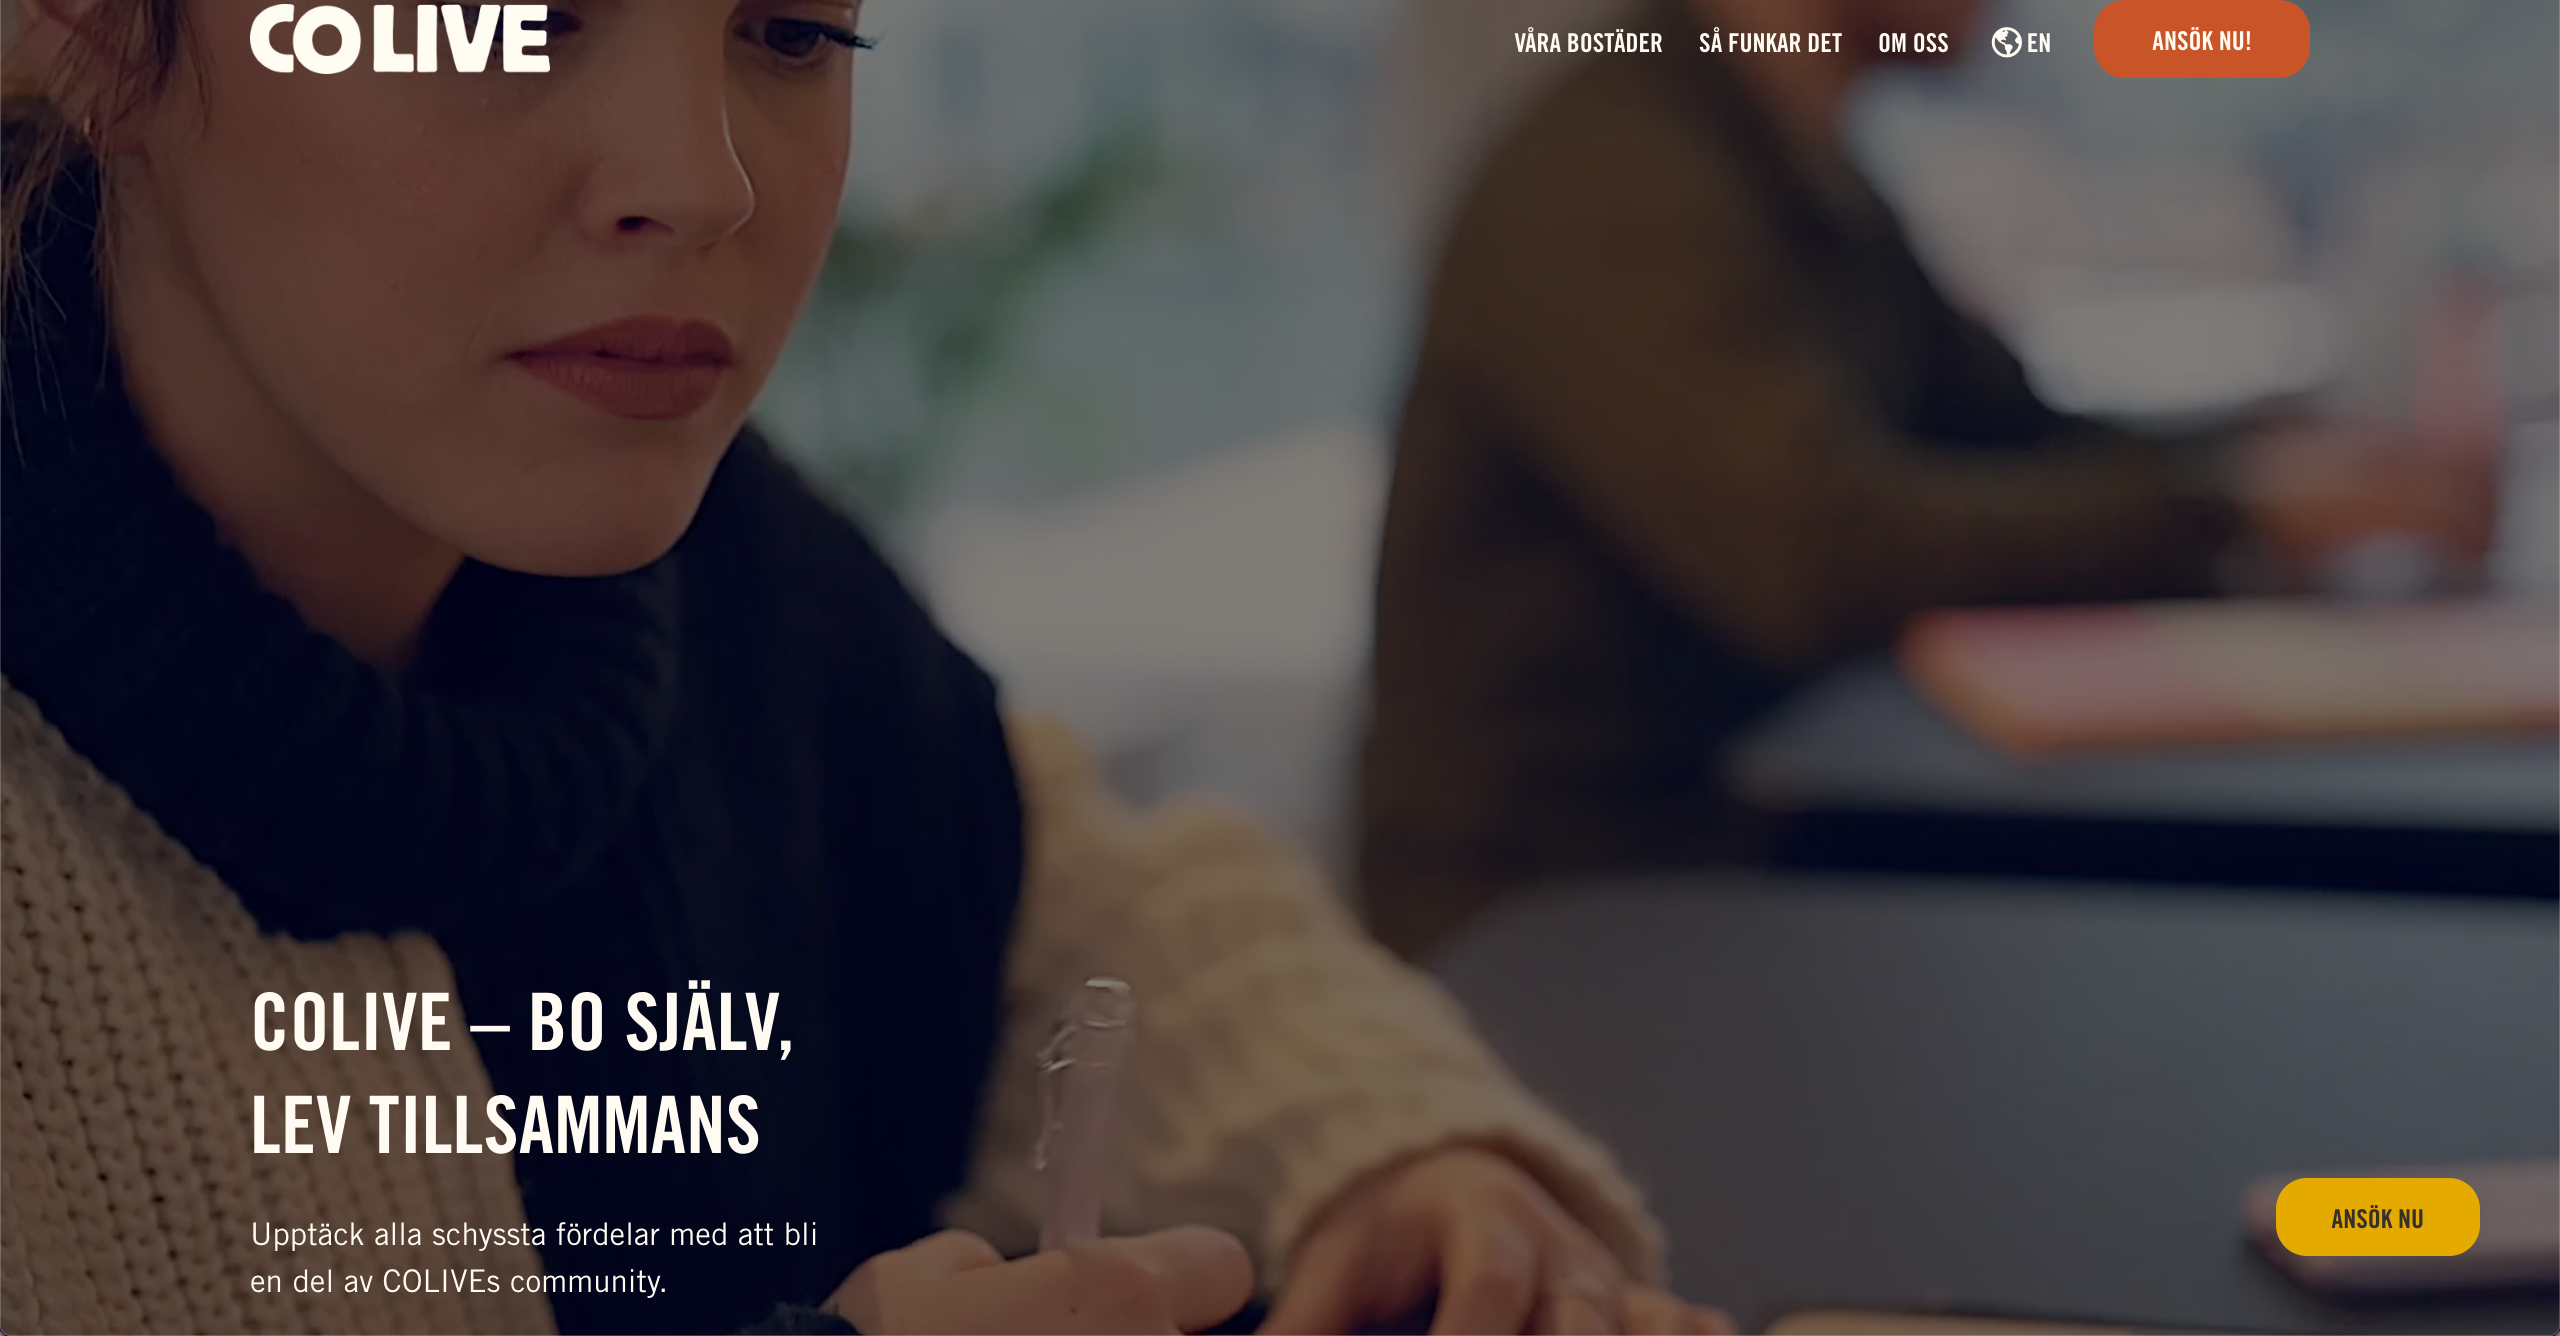 COLIVE
VÅRA BOSTÄDER
SÅ FUNKAR DET
OM OSS
EN
ANSÖK NU!
COLIVE – BO SJÄLV,
LEV TILLSAMMANS
Upptäck alla schyssta fördelar med att bli
en del av COLIVEs community.
ANSÖK NU